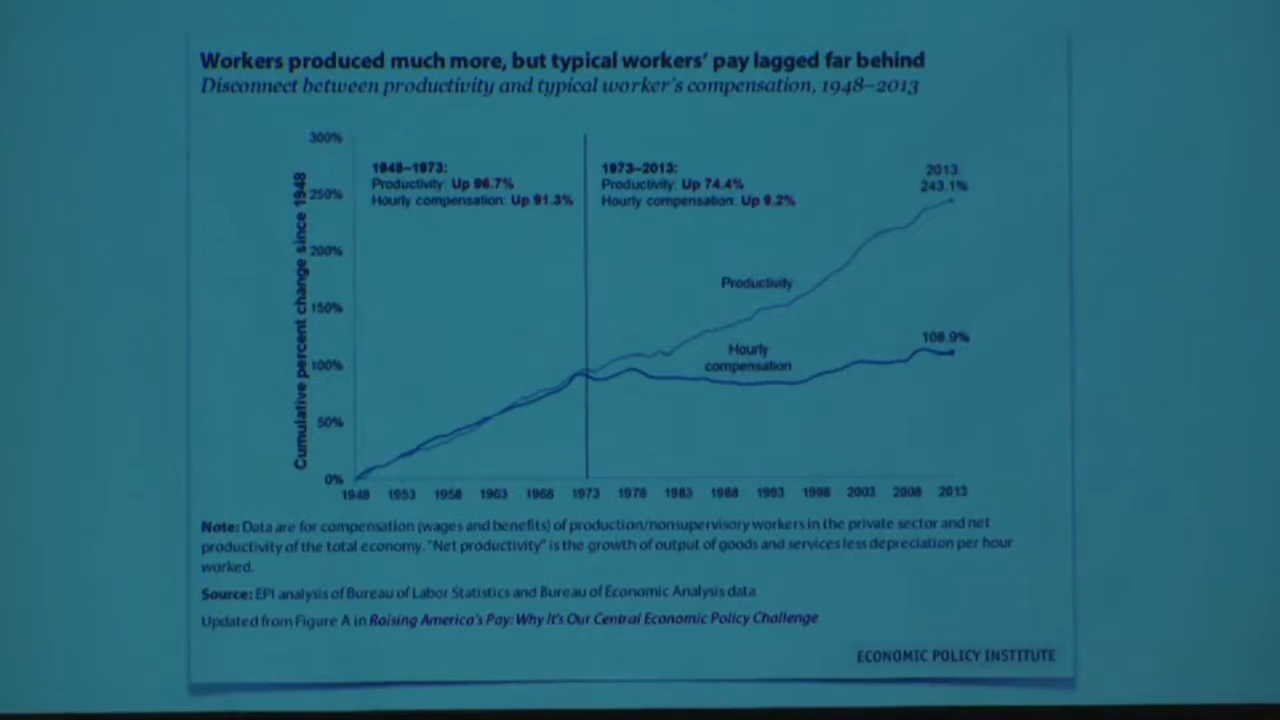 Workers produced much more, but typical workers' pay lagged far behind
Disconnect between productivity and typical worker's compensation, 1948–2013
300%
250%
200%
150%
100%
50%
0%
Cumulative percent change since 1948
1948–1973:
Productivity: Up 96.7%
Hourly compensation: Up 91.3%
1973–2013:
Productivity: Up 74.4%
Hourly compensation: Up 9.2%
2013
243.1%
Productivity
108.9%
Hourly
compensation
1948 1953 1958 1963 1968 1973 1978 1983 1988 1993 1998 2003 2008 2013
Note: Data are for compensation (wages and benefits) of production/nonsupervisory workers in the private sector and net
productivity of the total economy. "Net productivity" is the growth of output of goods and services less depreciation per hour
worked.
Source: EPI analysis of Bureau of Labor Statistics and Bureau of Economic Analysis data
Updated from Figure A in Raising America's Pay: Why It's Our Central Economic Policy Challenge
ECONOMIC POLICY INSTITUTE